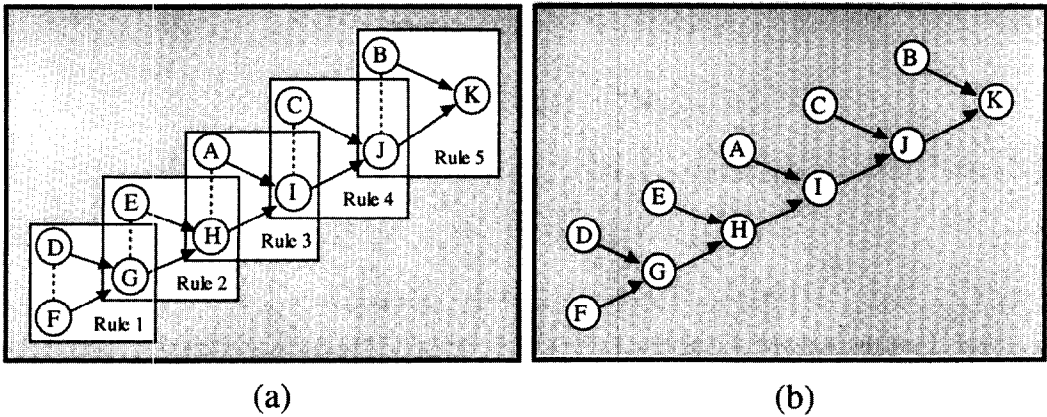 B
C
K
A
J
Rule 5
E
I
Rule 4
D
H
Rule 3
G
Rule 2
F
Rule 1
(a)
B
K
C
J
A
I
E
H
D
G
F
(b)